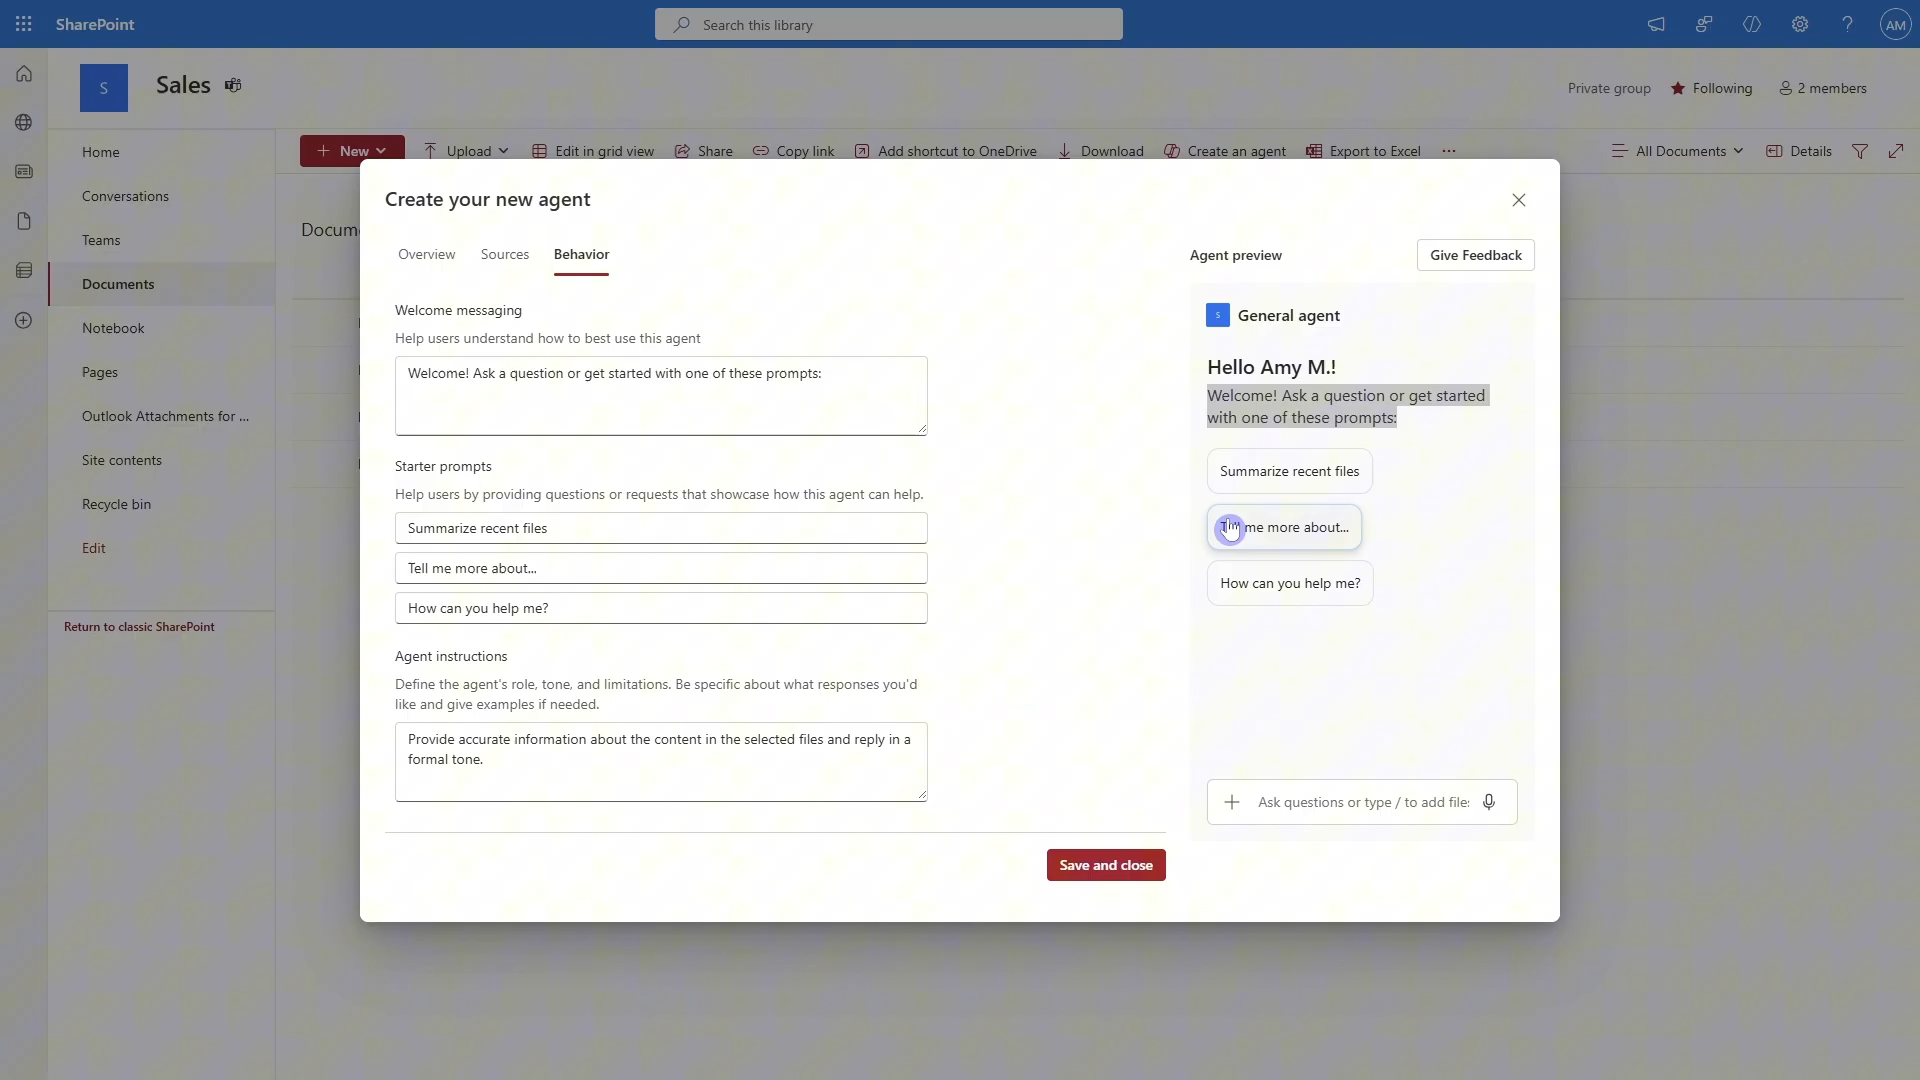 SharePoint
Search this library
AM
S
Sales
Private group
Following
2 members
Home
Conversations
Teams
Documents
Notebook
Pages
Outlook Attachments for ...
Site contents
Recycle bin
Edit
Return to classic SharePoint
New
Upload
Edit in grid view
Share
Copy link
Add shortcut to OneDrive
Download
Create an agent
Export to Excel
...
All Documents
Details
Docum
Create your new agent
Overview
Sources
Behavior
Welcome messaging
Help users understand how to best use this agent
Welcome! Ask a question or get started with one of these prompts:
Starter prompts
Help users by providing questions or requests that showcase how this agent can help.
Summarize recent files
Tell me more about...
How can you help me?
Agent instructions
Define the agent's role, tone, and limitations. Be specific about what responses you'd
like and give examples if needed.
Provide accurate information about the content in the selected files and reply in a
formal tone.
Save and close
Agent preview
Give Feedback
S
General agent
Hello Amy M.!
Welcome! Ask a question or get started
with one of these prompts:
Summarize recent files
me more about...
How can you help me?
Ask questions or type / to add file